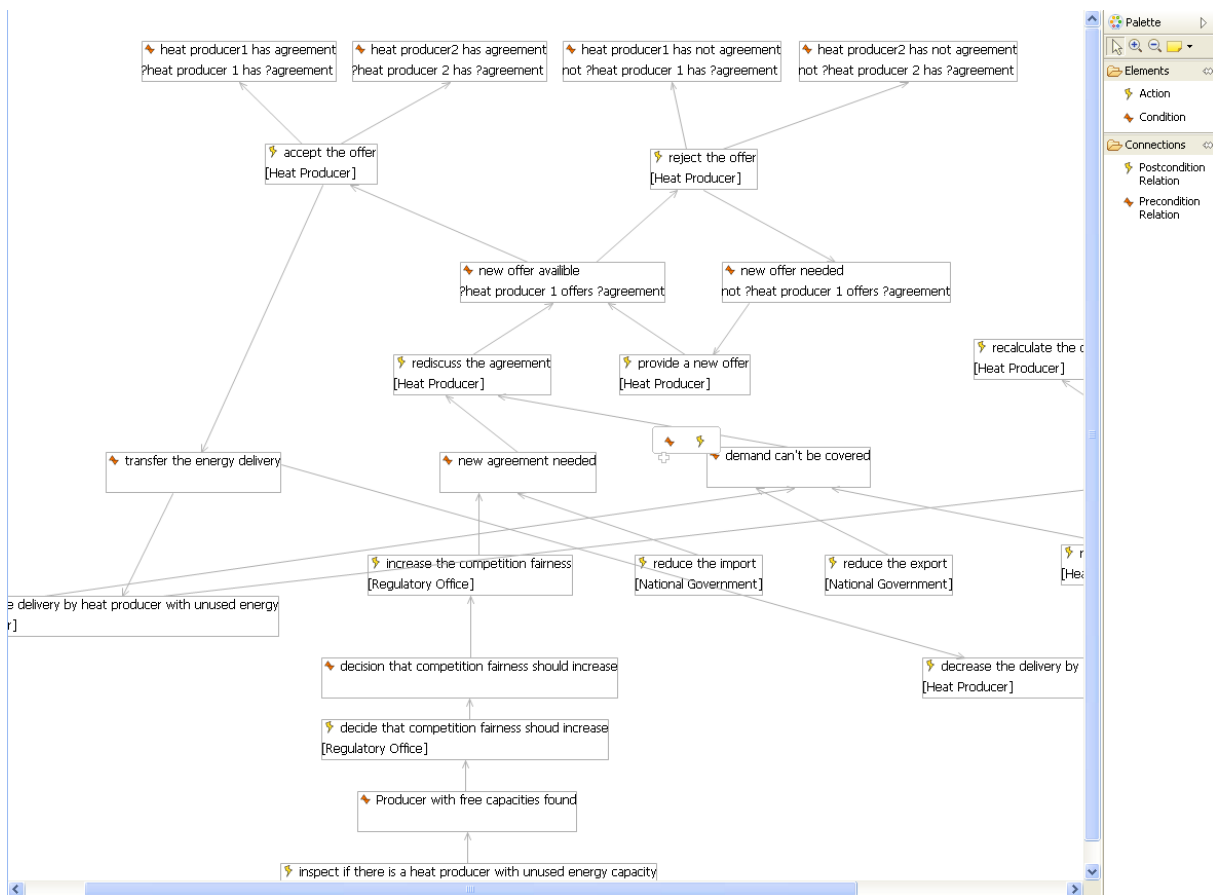 heat producer1 has agreement
?heat producer 1 has ?agreement
heat producer2 has agreement
?heat producer 2 has ?agreement
heat producer1 has not agreement
not ?heat producer 1 has ?agreement
heat producer2 has not agreement
not ?heat producer 2 has ?agreement
accept the offer
[Heat Producer]
reject the offer
[Heat Producer]
new offer availible
?heat producer 1 offers ?agreement
new offer needed
not ?heat producer 1 offers ?agreement
rediscuss the agreement
[Heat Producer]
provide a new offer
[Heat Producer]
recalculate the
[Heat Producer]
transfer the energy delivery
new agreement needed
demand can't be covered
increase the competition fairness
[Regulatory Office]
reduce the import
[National Government]
reduce the export
[National Government]
delivery by heat producer with unused energy
decision that competition fairness should increase
decrease the delivery by
[Heat Producer]
decide that competition fairness shoud increase
[Regulatory Office]
Producer with free capacities found
inspect if there is a heat producer with unused energy capacity
Palette
Elements
Action
Condition
Connections
Postcondition
Relation
Precondition
Relation